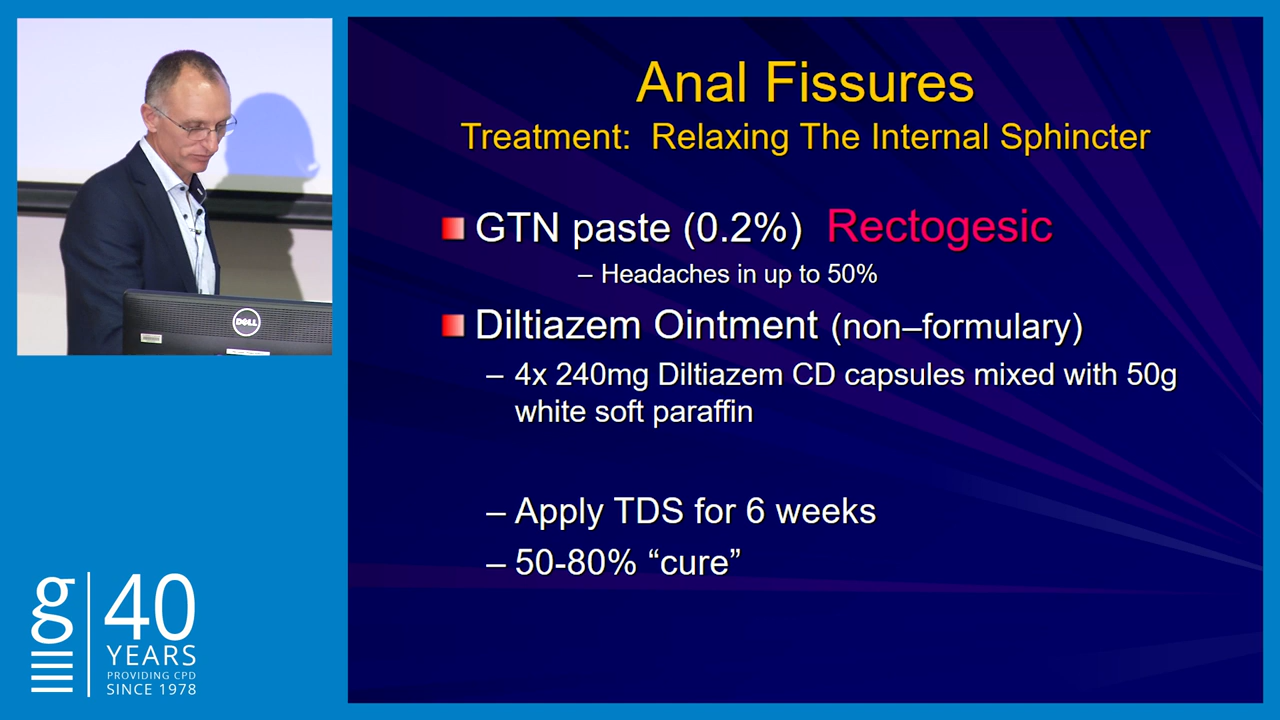 Anal Fissures
Treatment: Relaxing The Internal Sphincter
GTN paste (0.2%) Rectogesic
– Headaches in up to 50%
Diltiazem Ointment (non–formulary)
– 4x 240mg Diltiazem CD capsules mixed with 50g
white soft paraffin
– Apply TDS for 6 weeks
– 50-80% “cure”
DELL
g
40
YEARS
PROVIDING CPD
SINCE 1978